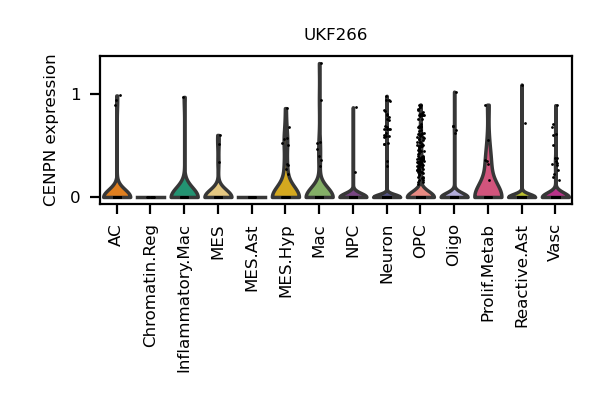 UKF266
CENPN expression
1
0
AC
Chromatin.Reg
Inflammatory.Mac
MES
MES.Ast
MES.Hyp
Mac
NPC
Neuron
OPC
Oligo
Prolif.Metab
Reactive.Ast
Vasc